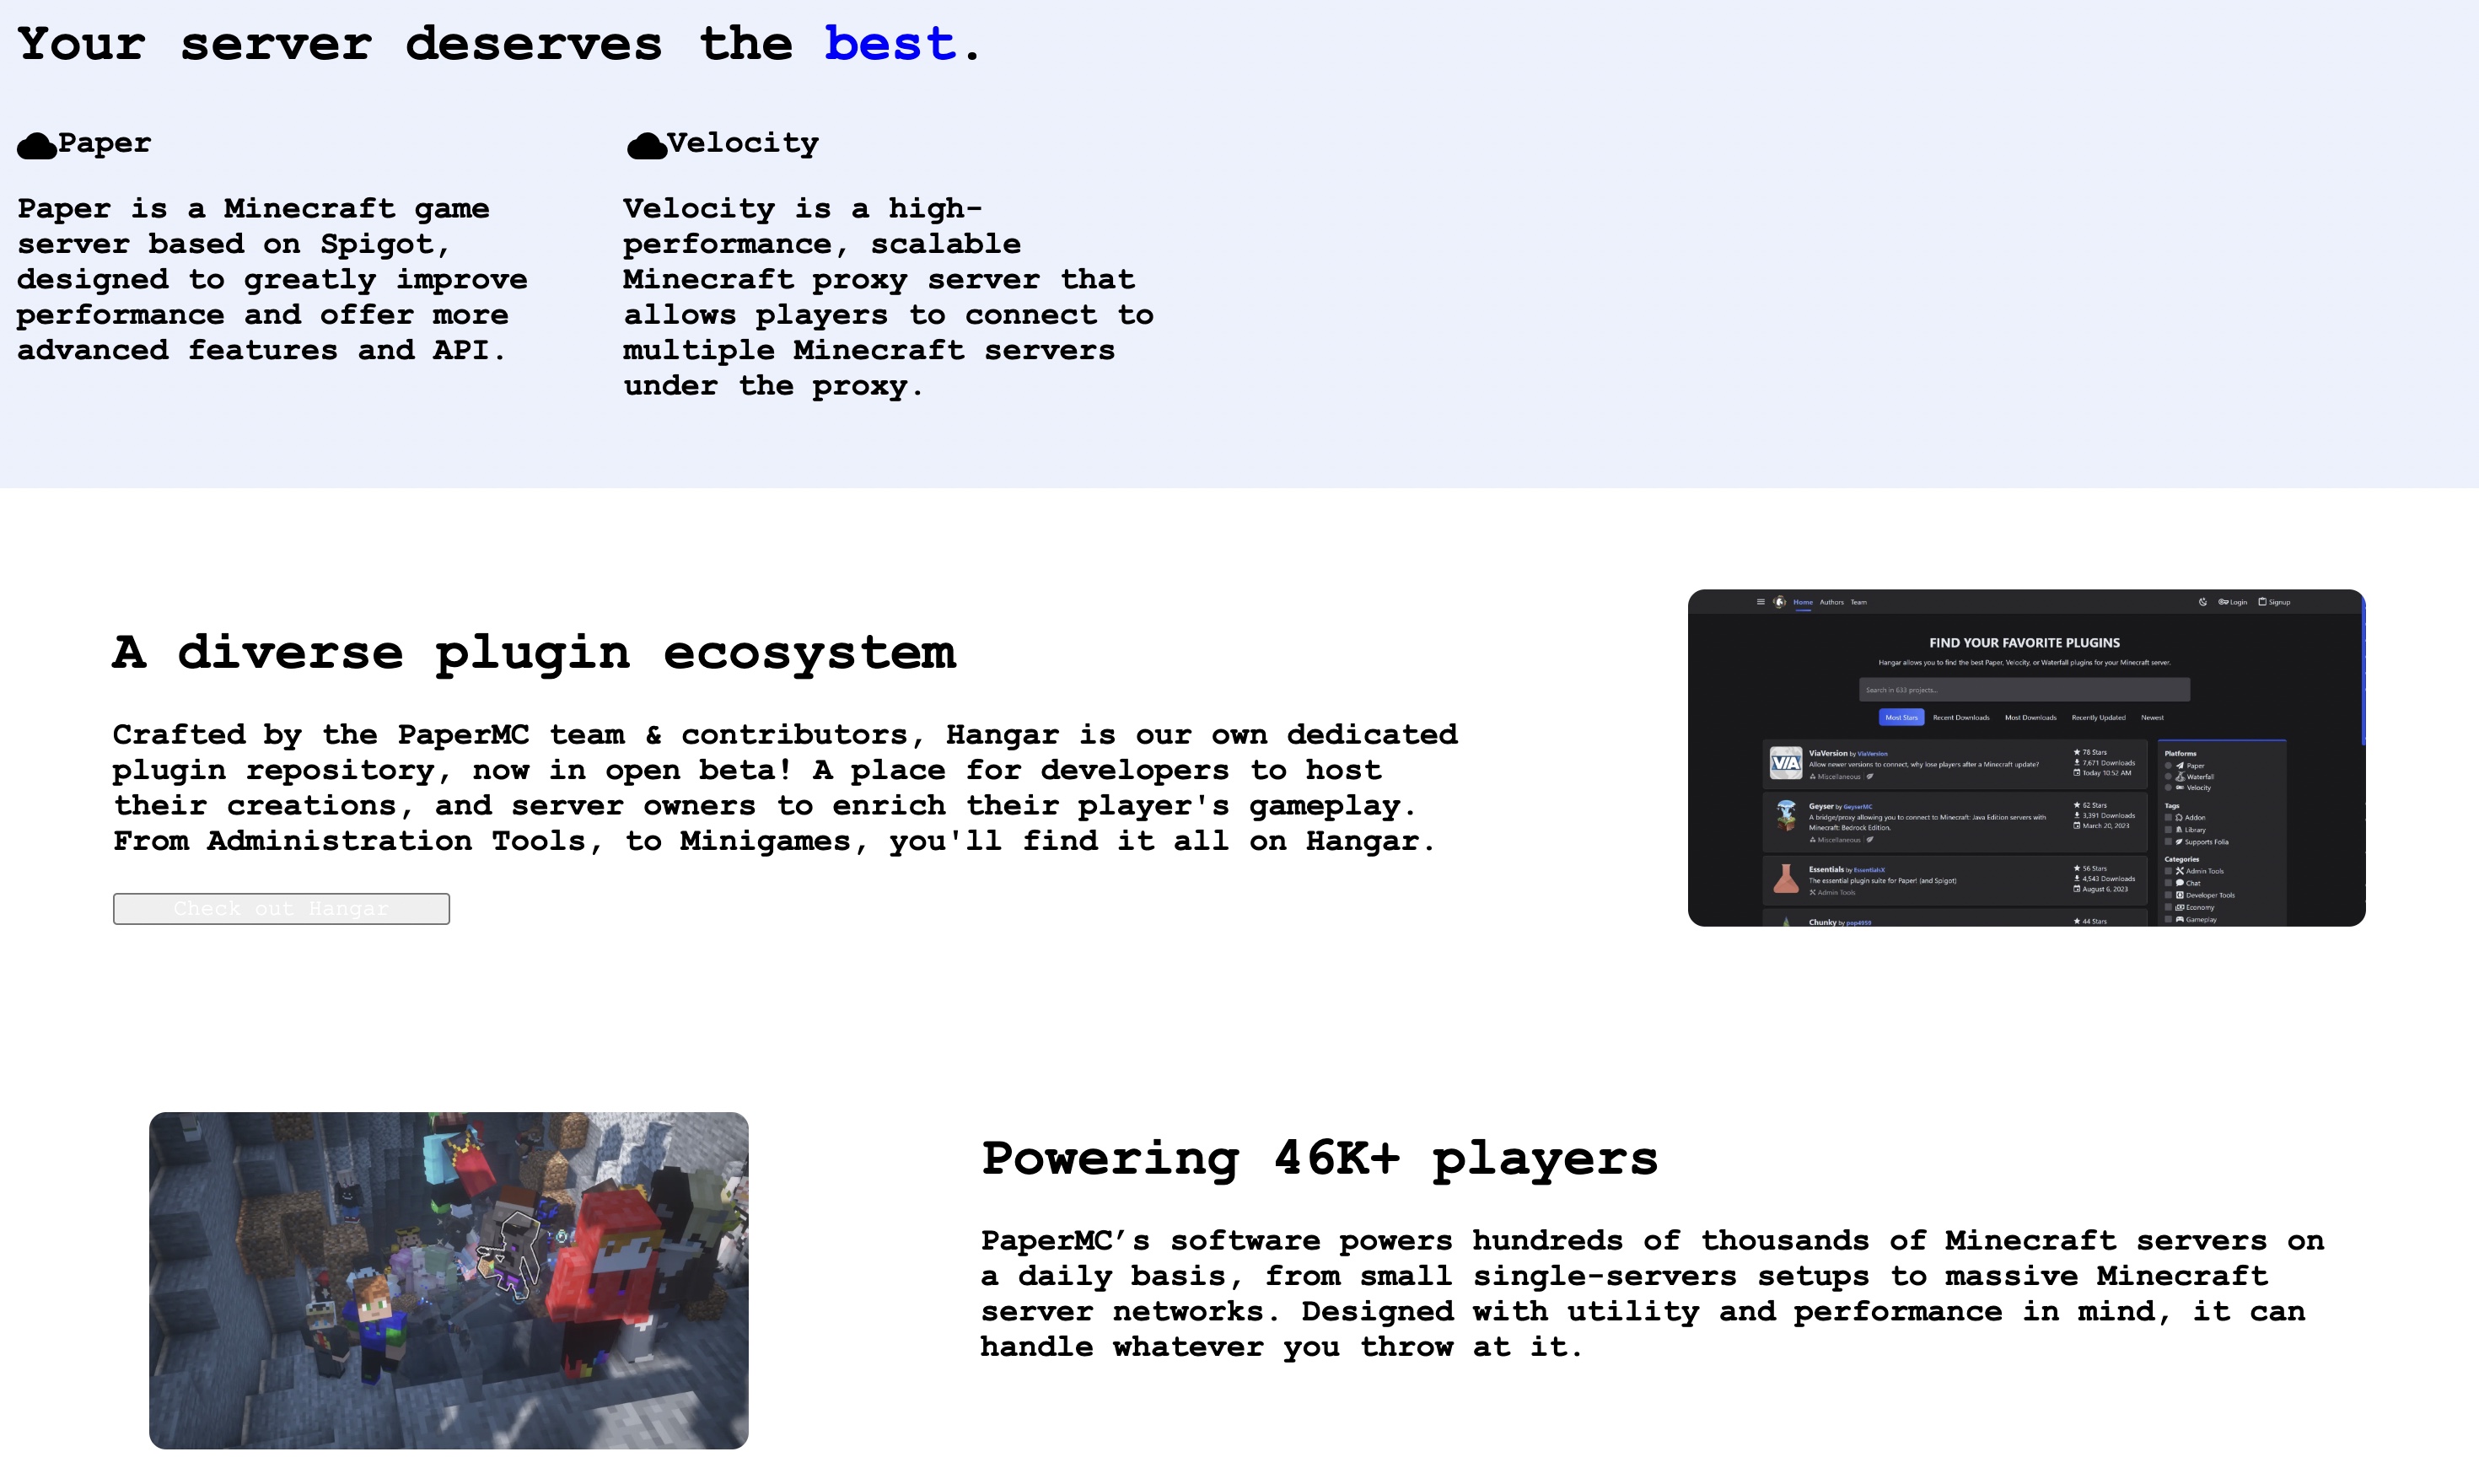 Your server deserves the best.
Paper
Paper is a Minecraft game
server based on Spigot,
designed to greatly improve
performance and offer more
advanced features and API.
Velocity
Velocity is a high-
performance, scalable
Minecraft proxy server that
allows players to connect to
multiple Minecraft servers
under the proxy.
A diverse plugin ecosystem
Crafted by the PaperMC team & contributors, Hangar is our own dedicated
plugin repository, now in open beta! A place for developers to host
their creations, and server owners to enrich their player's gameplay.
From Administration Tools, to Minigames, you'll find it all on Hangar.
Check out Hangar
Home Authors Team Login Signup
FIND YOUR FAVORITE PLUGINS
Hangar allows you to find the best Paper, Velocity, or Waterfall plugins for your Minecraft server.
Search in 633 projects...
Most Stars Recent Downloads Most Downloads Recently Updated Newest
VIA
ViaVersion by ViaVersion
Allow newer versions to connect, why lose players after a Minecraft update?
Miscellaneous
78 Stars
7,671 Downloads
Today 10:52 AM
Geyser by GeyserMC
A bridge/proxy allowing you to connect to Minecraft: Java Edition servers with
Minecraft: Bedrock Edition.
Miscellaneous
62 Stars
3,391 Downloads
March 20, 2023
Essentials by EssentialsX
The essential plugin suite for Paper! (and Spigot)
Admin Tools
56 Stars
4,543 Downloads
August 6, 2023
Chunky by pop4959
44 Stars
Platforms
Paper
Waterfall
Velocity
Tags
Addon
Library
Supports Folia
Categories
Admin Tools
Chat
Developer Tools
Economy
Gameplay
Powering 46K+ players
PaperMC’s software powers hundreds of thousands of Minecraft servers on
a daily basis, from small single-servers setups to massive Minecraft
server networks. Designed with utility and performance in mind, it can
handle whatever you throw at it.